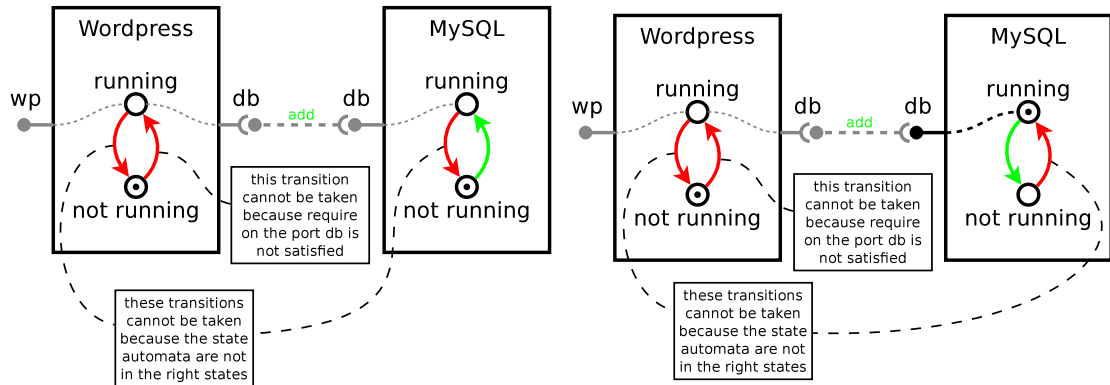 Wordpress
MySQL
running
running
wp
db
db
add
not running
not running
this transition
cannot be taken
because require
on the port db is
not satisfied
these transitions
cannot be taken
because the state
automata are not
in the right states
Wordpress
MySQL
running
running
wp
db
db
add
not running
not running
this transition
cannot be taken
because require
on the port db is
not satisfied
these transitions
cannot be taken
because the state
automata are not
in the right states